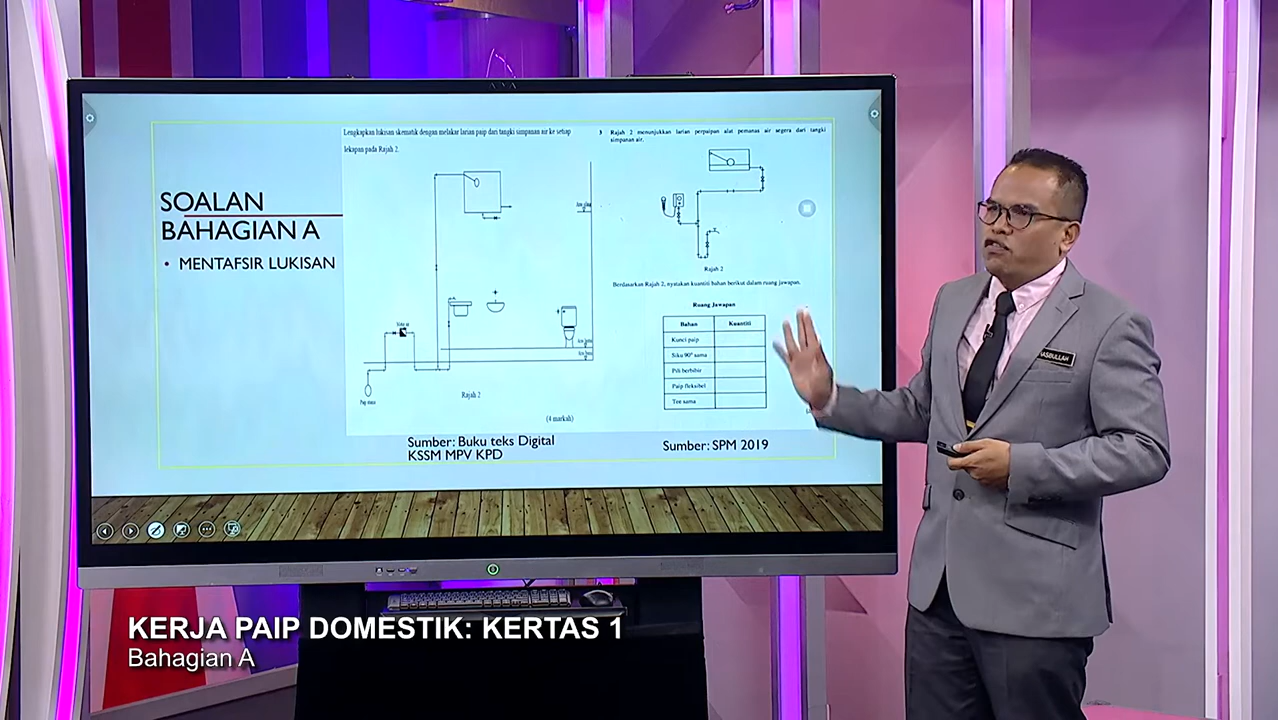 SOALAN
BAHAGIAN A
• MENTAFSIR LUKISAN
Lengkapkan lukisan skematik dengan melakar larian paip dari tangki simpanan air ke setiap
lekapan pada Rajah 2.
Rajah 2
(4 markah)
Sumber: Buku teks Digital
KSSM MPV KPD
3 Rajah 2 menunjukkan larian perpaipan alat pemanas air segera dari tangki
simpanan air.
Rajah 2
Berdasarkan Rajah 2, nyatakan kuantiti bahan berikut dalam ruang jawapan.
Ruang Jawapan
Bahan Kuantiti
Kunci paip
Siku 90° sama
Pili berbibir
Paip fleksibel
Tee sama
Sumber: SPM 2019
HASBULLAH
KERJA PAIP DOMESTIK: KERTAS 1
Bahagian A